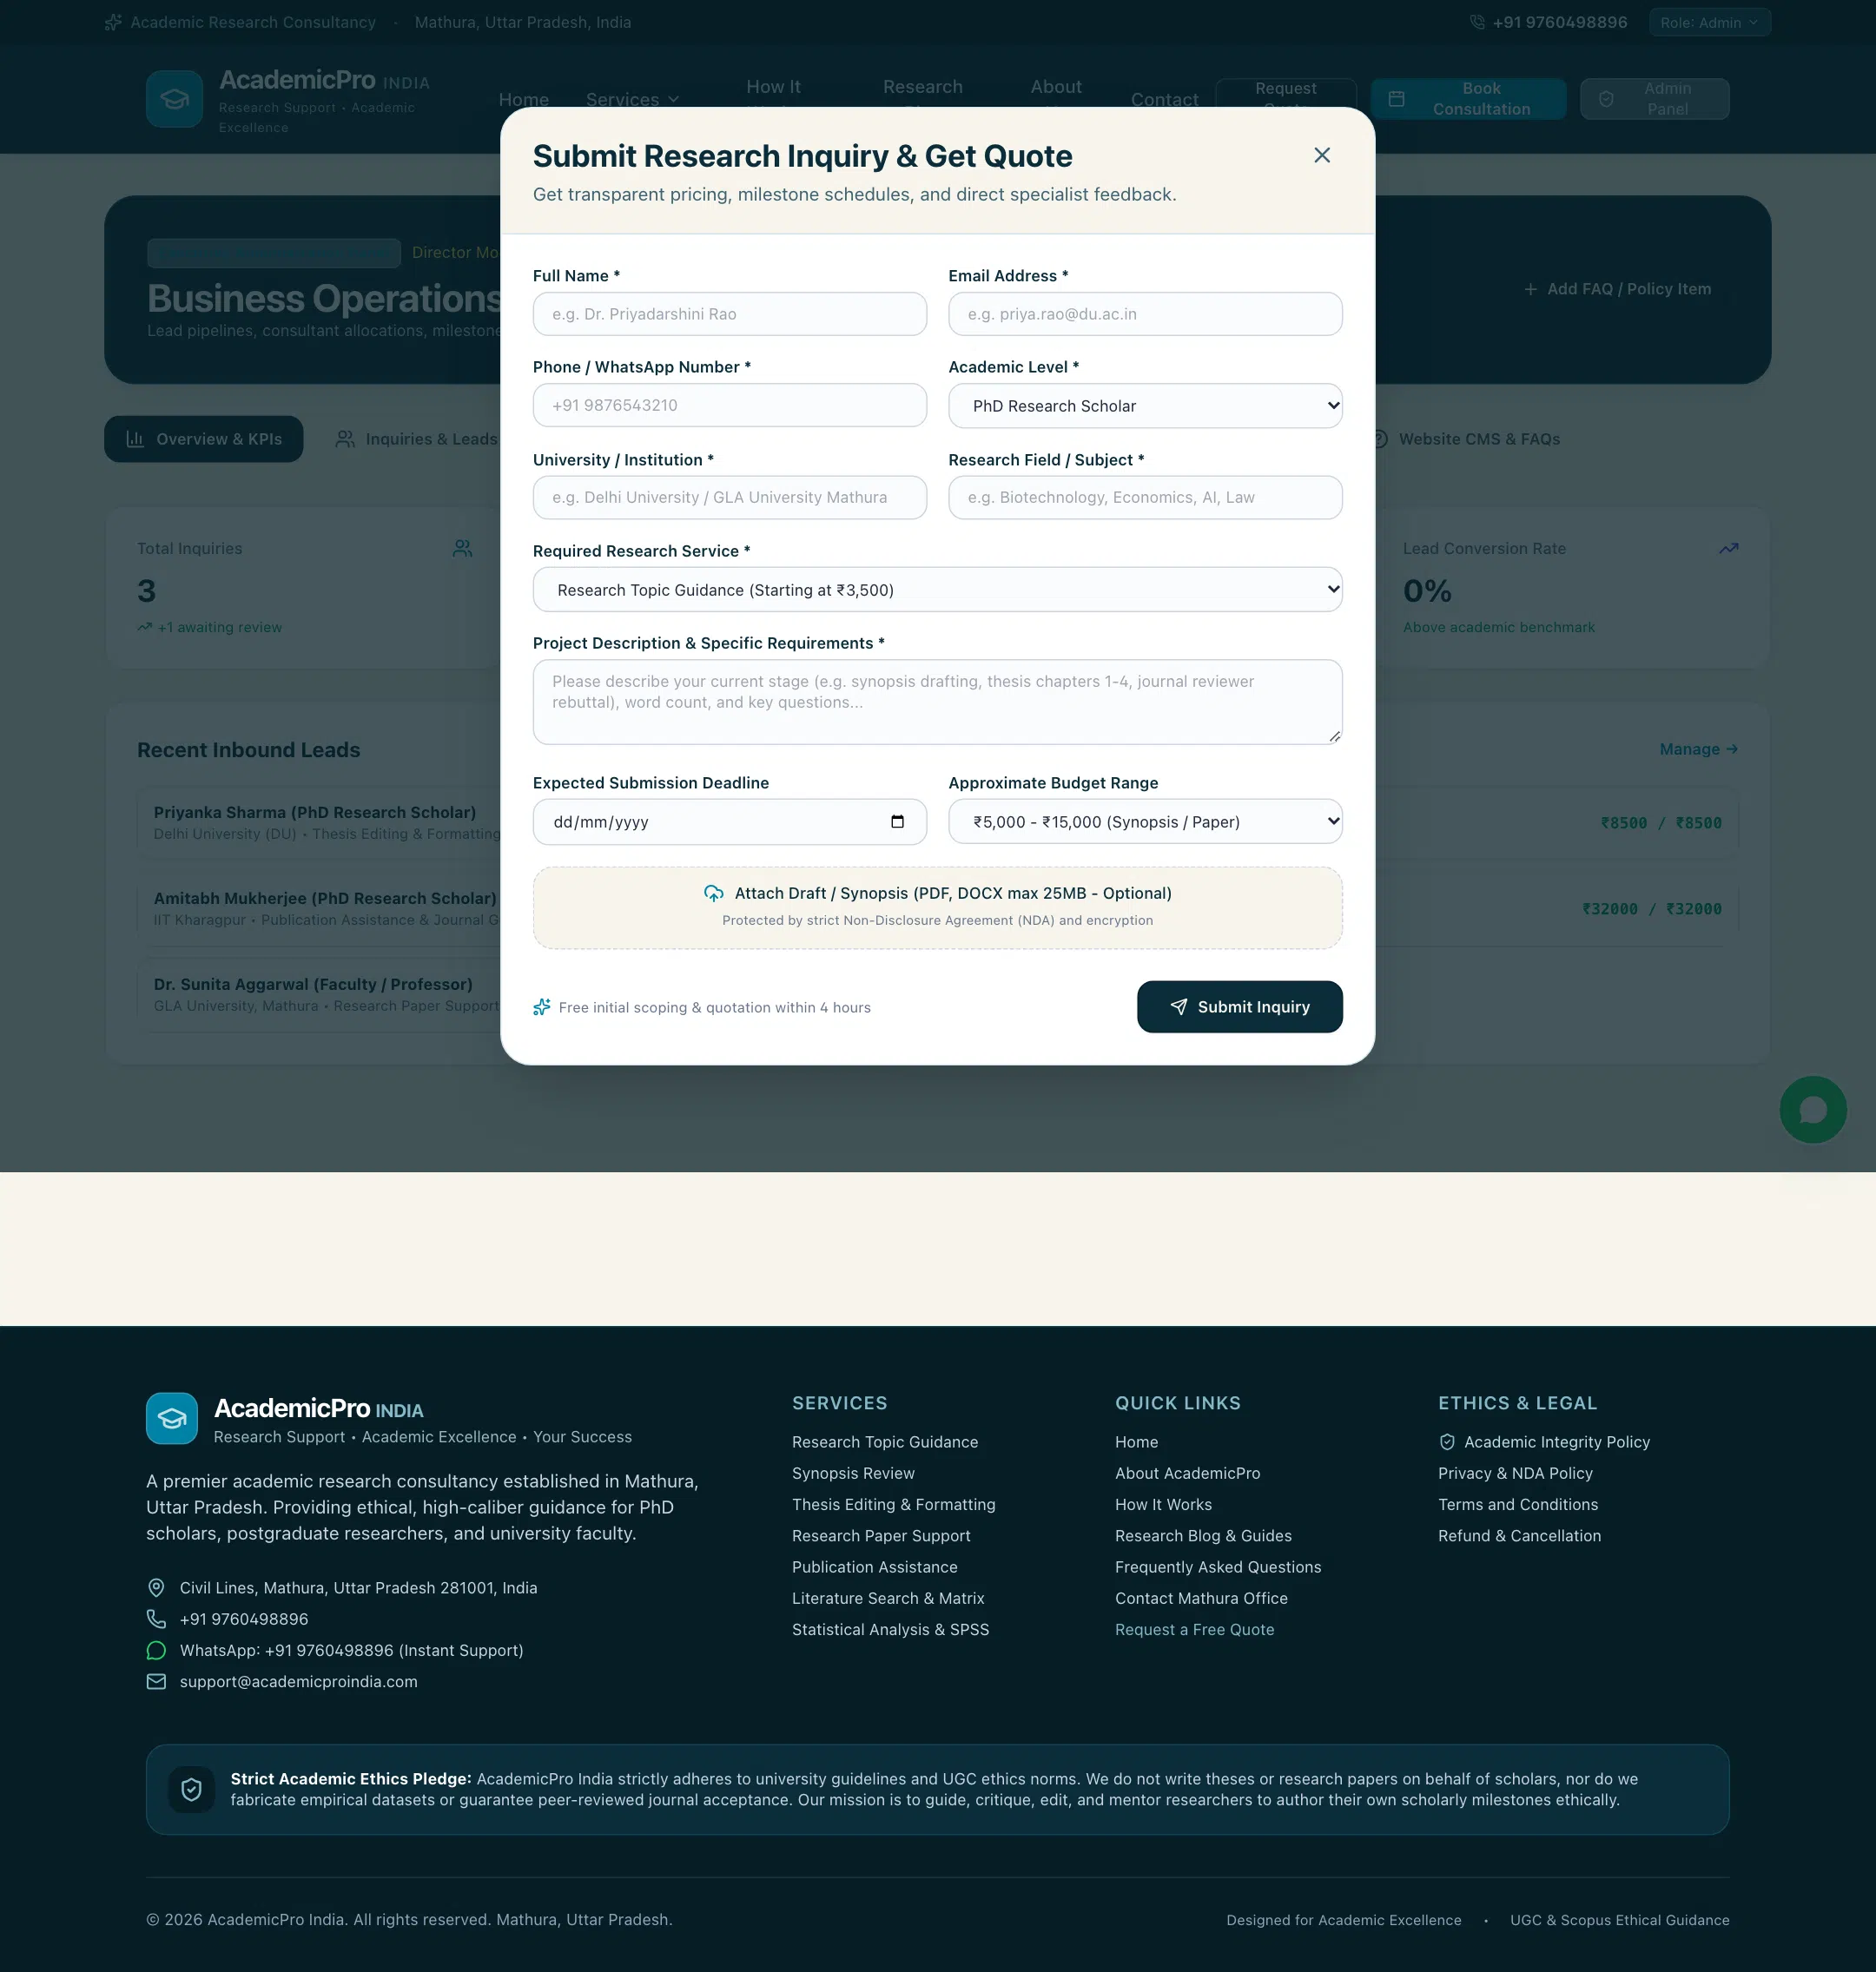 Academic Research Consultancy · Mathura, Uttar Pradesh, India
+91 9760498896
Role: Admin
AcademicPro INDIA
Research Support • Academic
Excellence
Home
Services
How It
Research
About
Contact
Request
Book
Consultation
Admin
Panel
Submit Research Inquiry & Get Quote
Get transparent pricing, milestone schedules, and direct specialist feedback.
Director
Business Operations
Lead pipelines, consultant allocations,
+ Add FAQ / Policy Item
Overview & KPIs
Inquiries & Leads
Website CMS & FAQs
Total Inquiries
3
+1 awaiting review
Lead Conversion Rate
0%
Above academic benchmark
Recent Inbound Leads
Manage →
Priyanka Sharma (PhD Research Scholar)
Delhi University (DU) • Thesis Editing & Formatting
₹8500 / ₹8500
Amitabh Mukherjee (PhD Research Scholar)
IIT Kharagpur • Publication Assistance & Journal
₹32000 / ₹32000
Dr. Sunita Aggarwal (Faculty / Professor)
GLA University, Mathura • Research Paper Support
Full Name *
e.g. Dr. Priyadarshini Rao
Email Address *
e.g. priya.rao@du.ac.in
Phone / WhatsApp Number *
+91 9876543210
Academic Level *
PhD Research Scholar
University / Institution *
e.g. Delhi University / GLA University Mathura
Research Field / Subject *
e.g. Biotechnology, Economics, AI, Law
Required Research Service *
Research Topic Guidance (Starting at ₹3,500)
Project Description & Specific Requirements *
Please describe your current stage (e.g. synopsis drafting, thesis chapters 1-4, journal reviewer
rebuttal), word count, and key questions...
Expected Submission Deadline
dd/mm/yyyy
Approximate Budget Range
₹5,000 - ₹15,000 (Synopsis / Paper)
Attach Draft / Synopsis (PDF, DOCX max 25MB - Optional)
Protected by strict Non-Disclosure Agreement (NDA) and encryption
Free initial scoping & quotation within 4 hours
Submit Inquiry
AcademicPro INDIA
Research Support • Academic Excellence • Your Success
A premier academic research consultancy established in Mathura,
Uttar Pradesh. Providing ethical, high-caliber guidance for PhD
scholars, postgraduate researchers, and university faculty.
Civil Lines, Mathura, Uttar Pradesh 281001, India
+91 9760498896
WhatsApp: +91 9760498896 (Instant Support)
support@academicproindia.com
SERVICES
Research Topic Guidance
Synopsis Review
Thesis Editing & Formatting
Research Paper Support
Publication Assistance
Literature Search & Matrix
Statistical Analysis & SPSS
QUICK LINKS
Home
About AcademicPro
How It Works
Research Blog & Guides
Frequently Asked Questions
Contact Mathura Office
Request a Free Quote
ETHICS & LEGAL
Academic Integrity Policy
Privacy & NDA Policy
Terms and Conditions
Refund & Cancellation
Strict Academic Ethics Pledge: AcademicPro India strictly adheres to university guidelines and UGC ethics norms. We do not write theses or research papers on behalf of scholars, nor do we
fabricate empirical datasets or guarantee peer-reviewed journal acceptance. Our mission is to guide, critique, edit, and mentor researchers to author their own scholarly milestones ethically.
© 2026 AcademicPro India. All rights reserved. Mathura, Uttar Pradesh.
Designed for Academic Excellence • UGC & Scopus Ethical Guidance